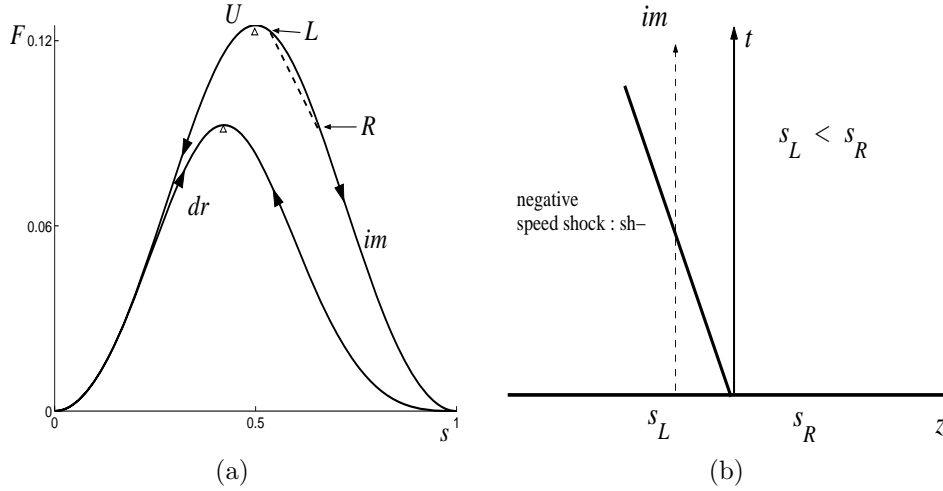 U
F
L
0.12
R
dr
0.06
im
0
0
0.5
s
1
(a)
im
t
s_L < s_R
negative
speed shock : sh−
s_L
s_R
z
(b)